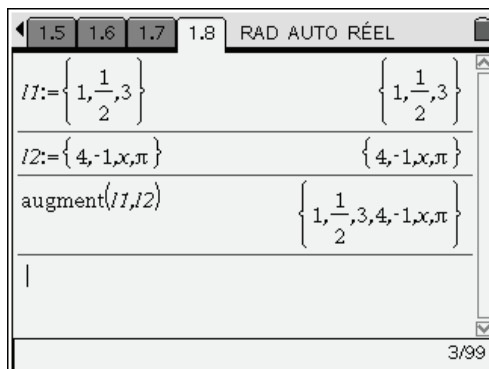 1.5 1.6 1.7 1.8 RAD AUTO RÉEL
l1:={1,1/2,3} {1,1/2,3}
l2:={4,-1,x,π} {4,-1,x,π}
augment(l1,l2) {1,1/2,3,4,-1,x,π}
3/99